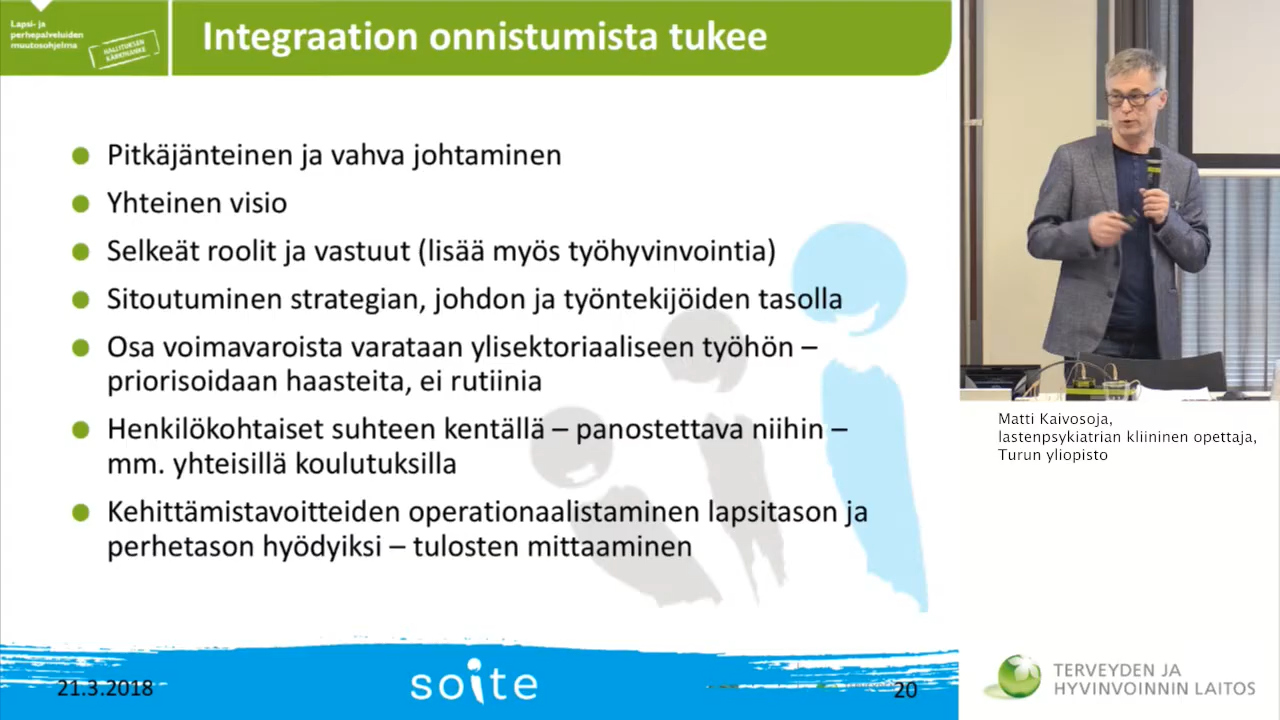 Lapsi- ja
perhepalveluiden
muutosohjelma
HALLITUKSEN
KÄRKIHANKE
Integraation onnistumista tukee
Pitkäjänteinen ja vahva johtaminen
Yhteinen visio
Selkeät roolit ja vastuut (lisää myös työhyvinvointia)
Sitoutuminen strategian, johdon ja työntekijöiden tasolla
Osa voimavaroista varataan ylisektoriaaliseen työhön –
priorisoidaan haasteita, ei rutiinia
Henkilökohtaiset suhteen kentällä – panostettava niihin –
mm. yhteisillä koulutuksilla
Kehittämistavoitteiden operationaalistaminen lapsitason ja
perhetason hyödyiksi – tulosten mittaaminen
21.3.2018
soite
20
Matti Kaivosoja,
lastenpsykiatrian kliininen opettaja,
Turun yliopisto
TERVEYDEN JA
HYVINVOINNIN LAITOS